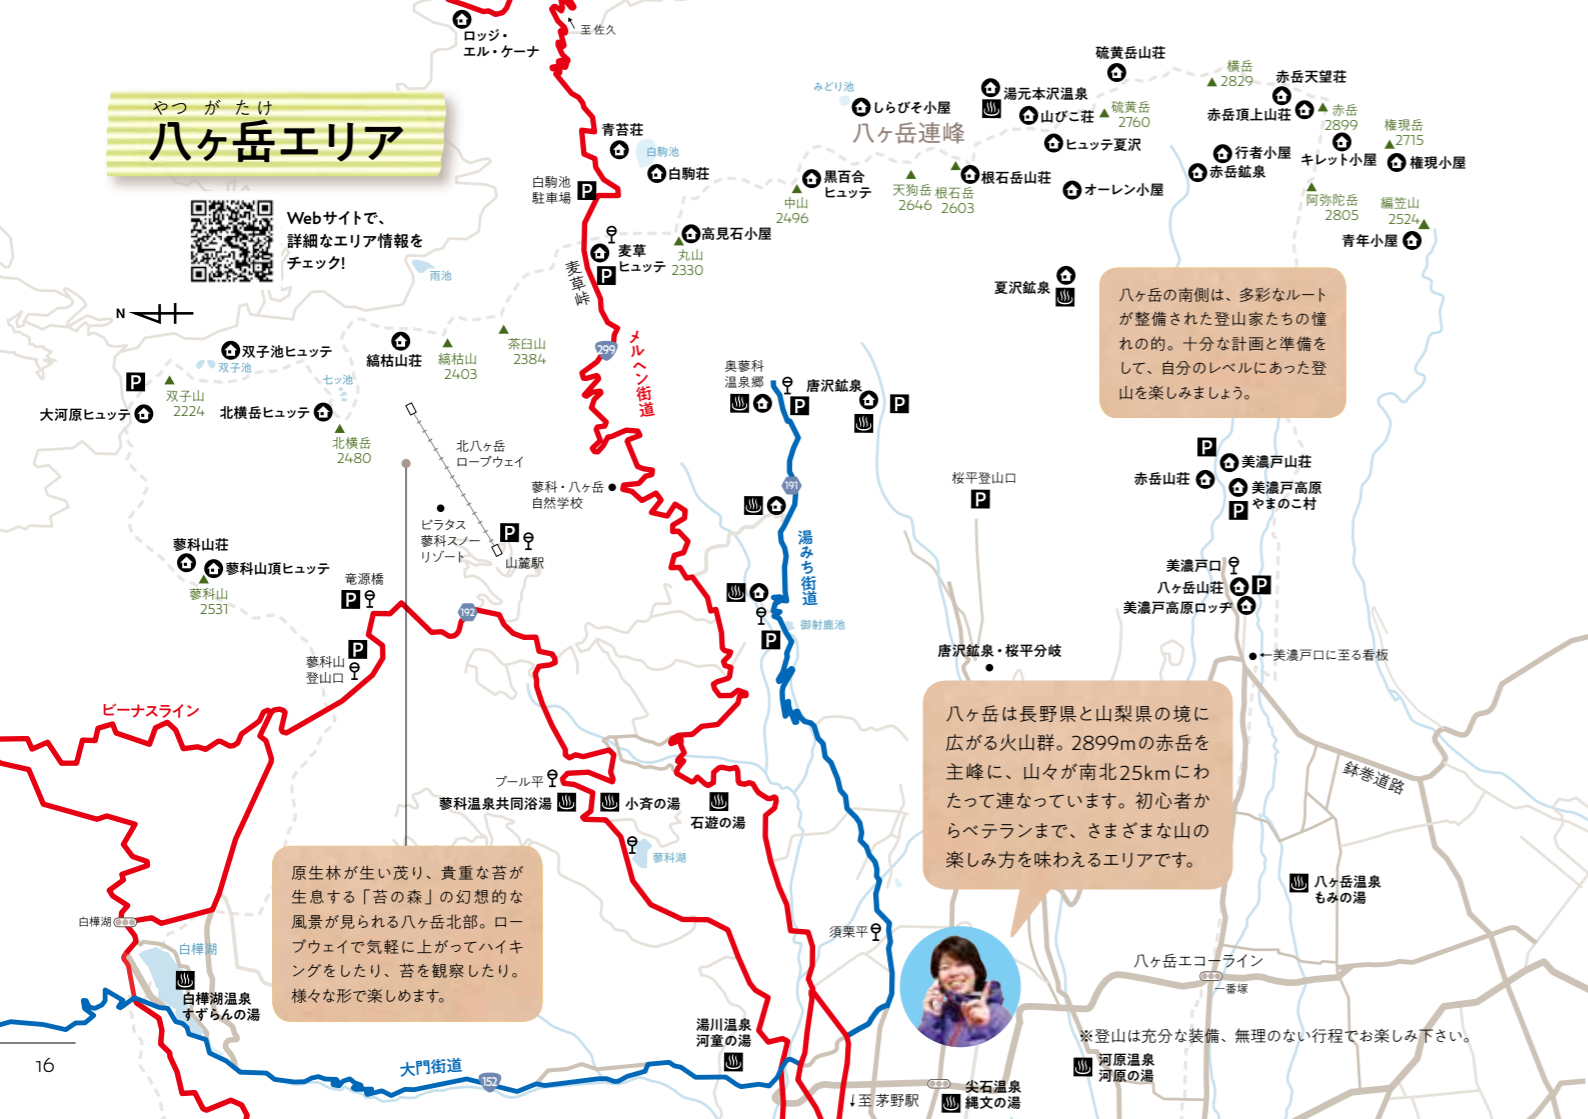 やつ が たけ
八ヶ岳エリア
Webサイトで、
詳細なエリア情報を
チェック!
N
ロッジ・
エル・ケーナ
至 佐久
青苔荘
白駒池
白駒荘
白駒池
駐車場
麦草
ヒュッテ
麦草峠
丸山
2330
高見石小屋
雨池
みどり池
しらびそ小屋
八ヶ岳連峰
黒百合
ヒュッテ
中山
2496
天狗岳
2646
根石岳
2603
根石岳山荘
湯元本沢温泉
山びこ荘
ヒュッテ夏沢
オーレン小屋
夏沢鉱泉
硫黄岳山荘
硫黄岳
2760
横岳
2829
赤岳天望荘
赤岳頂上山荘
赤岳
2899
行者小屋
赤岳鉱泉
キレット小屋
権現岳
2715
権現小屋
阿弥陀岳
2805
編笠山
2524
青年小屋
八ヶ岳の南側は、多彩なルート
が整備された登山家たちの憧
れの的。十分な計画と準備を
して、自分のレベルにあった登
山を楽しみましょう。
双子池ヒュッテ
双子池
双子山
2224
大河原ヒュッテ
七ッ池
北横岳ヒュッテ
北横岳
2480
縞枯山荘
縞枯山
2403
茶臼山
2384
299
メルヘン街道
北八ヶ岳
ロープウェイ
蓼科・八ヶ岳
自然学校
ピラタス
蓼科スノー
リゾート
山麓駅
奥蓼科
温泉郷
唐沢鉱泉
191
湯みち街道
御射鹿池
桜平登山口
唐沢鉱泉・桜平分岐
美濃戸山荘
赤岳山荘
美濃戸高原
やまのこ村
美濃戸口
八ヶ岳山荘
美濃戸高原ロッヂ
←美濃戸口に至る看板
蓼科山荘
蓼科山頂ヒュッテ
蓼科山
2531
竜源橋
192
蓼科山
登山口
ビーナスライン
八ヶ岳は長野県と山梨県の境に
広がる火山群。2899mの赤岳を
主峰に、山々が南北25kmにわ
たって連なっています。初心者か
らベテランまで、さまざまな山の
楽しみ方を味わえるエリアです。
鉢巻道路
プール平
蓼科温泉共同浴湯
小斉の湯
石遊の湯
蓼科湖
原生林が生い茂り、貴重な苔が
生息する「苔の森」の幻想的な
風景が見られる八ヶ岳北部。ロー
プウェイで気軽に上がってハイキ
ングをしたり、苔を観察したり。
様々な形で楽しめます。
八ヶ岳温泉
もみの湯
須栗平
白樺湖
白樺湖
白樺湖温泉
すずらんの湯
八ヶ岳エコーライン
一番塚
湯川温泉
河童の湯
※登山は充分な装備、無理のない行程でお楽しみ下さい。
河原温泉
河原の湯
大門街道
152
↓至 茅野駅
尖石温泉
縄文の湯
16
P
P
P
P
P
P
P
P
P
P
P
P
P